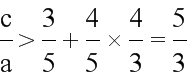 c/a > 3/5 + 4/5 × 4/3 = 5/3